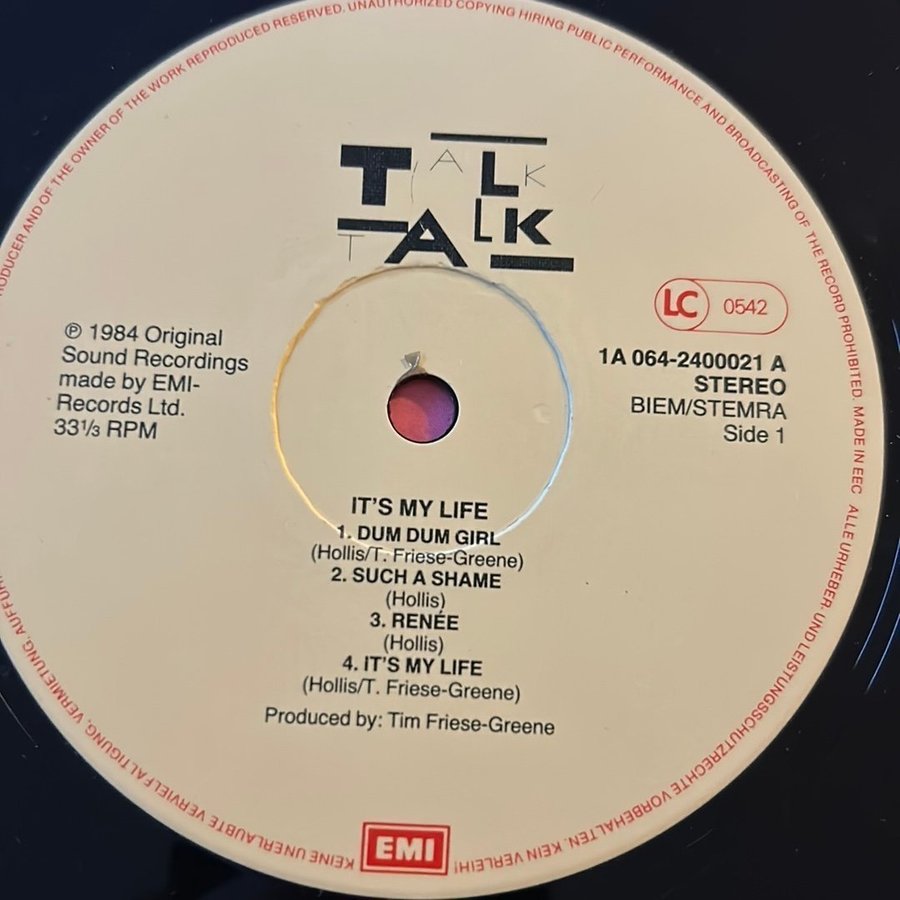 PRODUCER AND OF THE OWNER OF THE WORK REPRODUCED RESERVED. UNAUTHORIZED COPYING HIRING PUBLIC PERFORMANCE AND BROADCASTING OF THE RECORD PROHIBITED. MADE IN EEC
TALK
TALK
LC 0542
℗ 1984 Original
Sound Recordings
made by EMI-
Records Ltd.
33⅓ RPM
1A 064-2400021 A
STEREO
BIEM/STEMRA
Side 1
IT'S MY LIFE
1. DUM DUM GIRL
(Hollis/T. Friese-Greene)
2. SUCH A SHAME
(Hollis)
3. RENÉE
(Hollis)
4. IT'S MY LIFE
(Hollis/T. Friese-Greene)
Produced by: Tim Friese-Greene
EMI
ALLE URHEBER- UND LEISTUNGSSCHUTZRECHTE VORBEHALTEN. KEIN VERLEIH!
KEINE UNERLAUBTE VERVIELFÄLTIGUNG, VERMIETUNG,